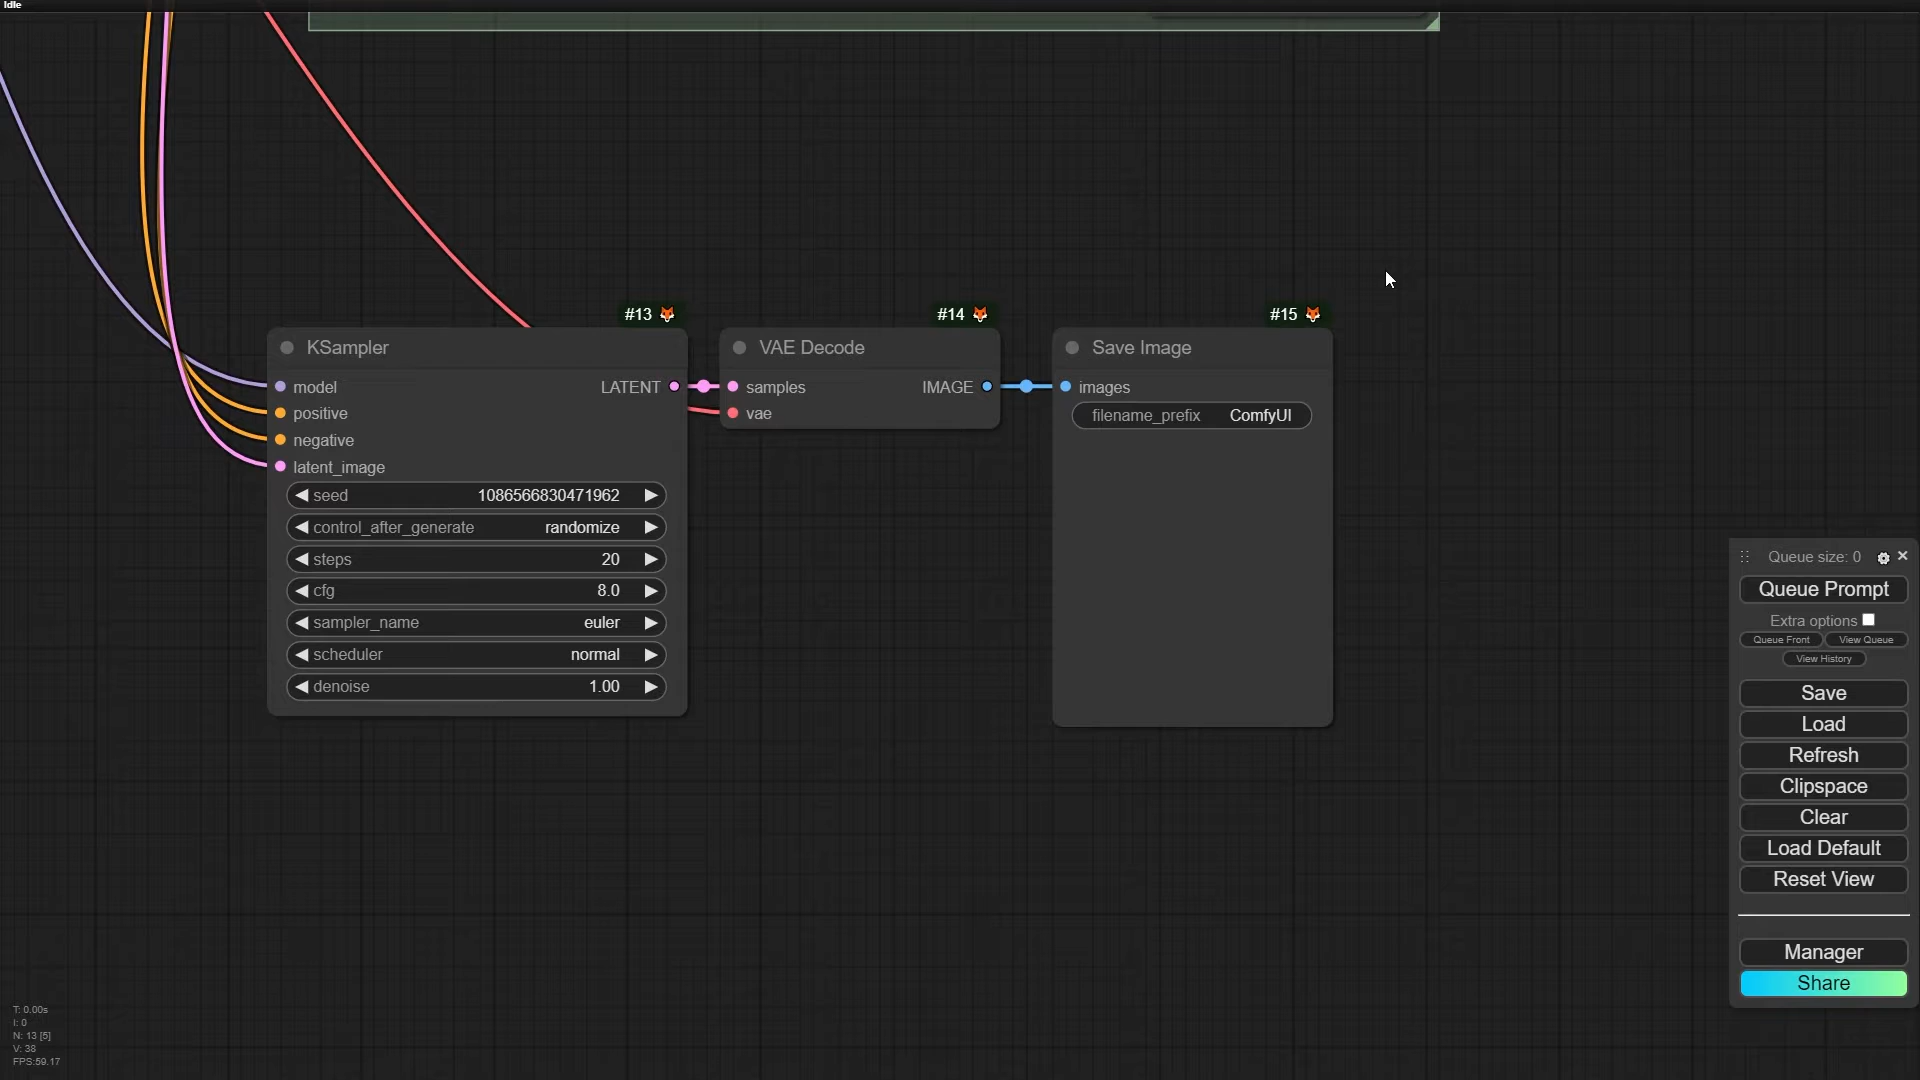 Idle
#13
KSampler
model
LATENT
positive
negative
latent_image
seed 1086566830471962
control_after_generate randomize
steps 20
cfg 8.0
sampler_name euler
scheduler normal
denoise 1.00
#14
VAE Decode
samples
IMAGE
vae
#15
Save Image
images
filename_prefix ComfyUI
Queue size: 0
Queue Prompt
Extra options
Queue Front View Queue
View History
Save
Load
Refresh
Clipspace
Clear
Load Default
Reset View
Manager
Share
T: 0.00s
I: 0
N: 13 [5]
V: 38
FPS:59.17